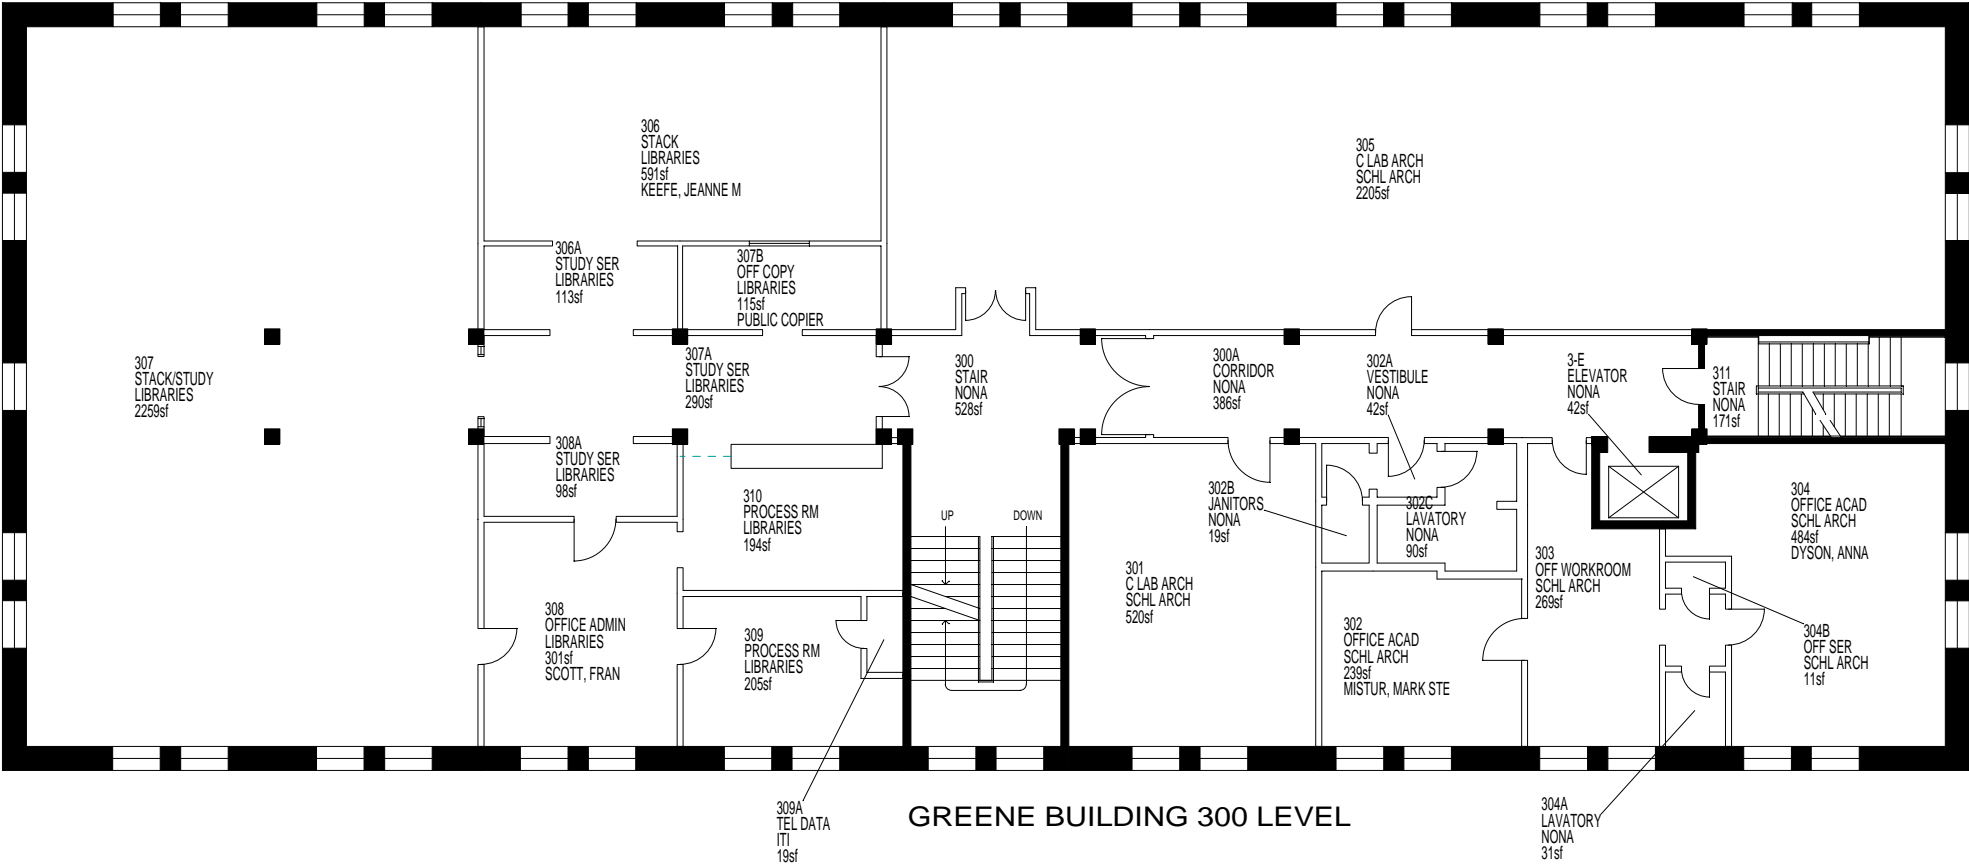 306
STACK
LIBRARIES
591sf
KEEFE, JEANNE M
305
C LAB ARCH
SCHL ARCH
2205sf
306A
STUDY SER
LIBRARIES
113sf
307B
OFF COPY
LIBRARIES
115sf
PUBLIC COPIER
307
STACK/STUDY
LIBRARIES
2259sf
307A
STUDY SER
LIBRARIES
290sf
300
STAIR
NONA
528sf
300A
CORRIDOR
NONA
386sf
302A
VESTIBULE
NONA
42sf
3-E
ELEVATOR
NONA
42sf
311
STAIR
NONA
171sf
308A
STUDY SER
LIBRARIES
98sf
310
PROCESS RM
LIBRARIES
194sf
UP
DOWN
302B
JANITORS
NONA
19sf
302C
LAVATORY
NONA
90sf
304
OFFICE ACAD
SCHL ARCH
484sf
DYSON, ANNA
301
C LAB ARCH
SCHL ARCH
520sf
303
OFF WORKROOM
SCHL ARCH
269sf
308
OFFICE ADMIN
LIBRARIES
301sf
SCOTT, FRAN
309
PROCESS RM
LIBRARIES
205sf
302
OFFICE ACAD
SCHL ARCH
239sf
MISTUR, MARK STE
304B
OFF SER
SCHL ARCH
11sf
309A
TEL DATA
ITI
19sf
GREENE BUILDING 300 LEVEL
304A
LAVATORY
NONA
31sf